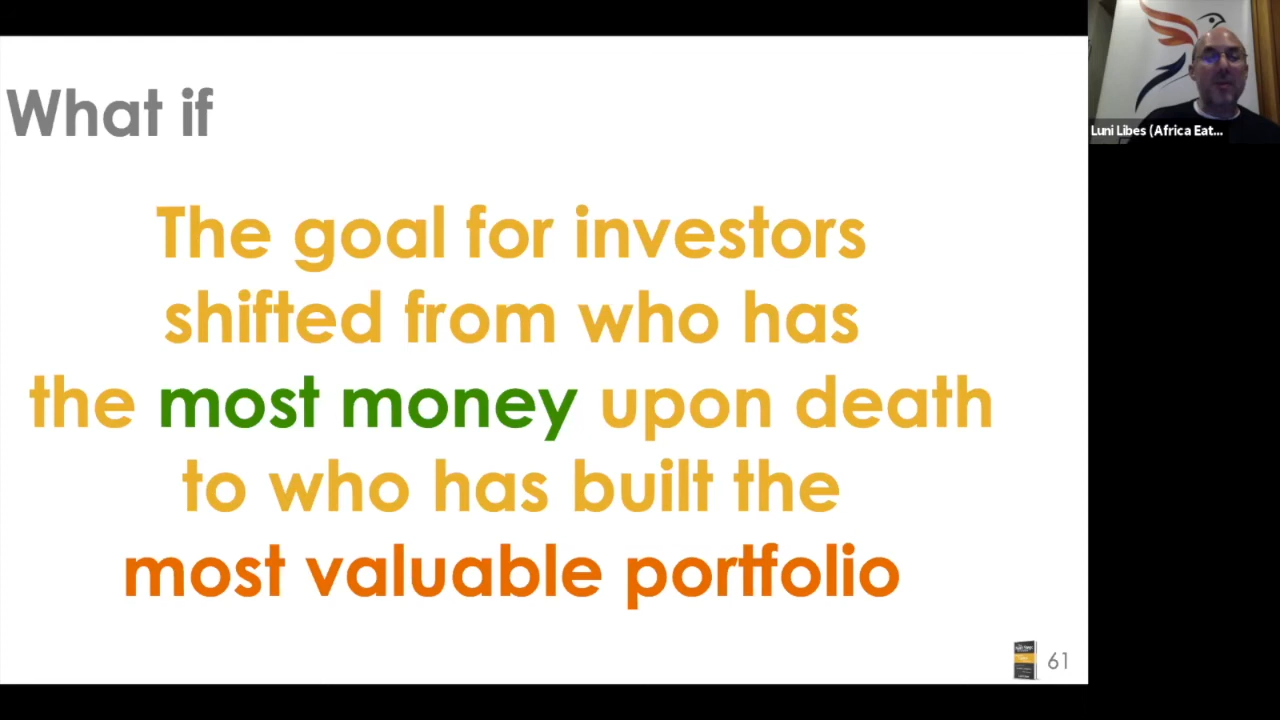 What if
The goal for investors
shifted from who has
the most money upon death
to who has built the
most valuable portfolio
61
Luni Libes (Africa Eat...